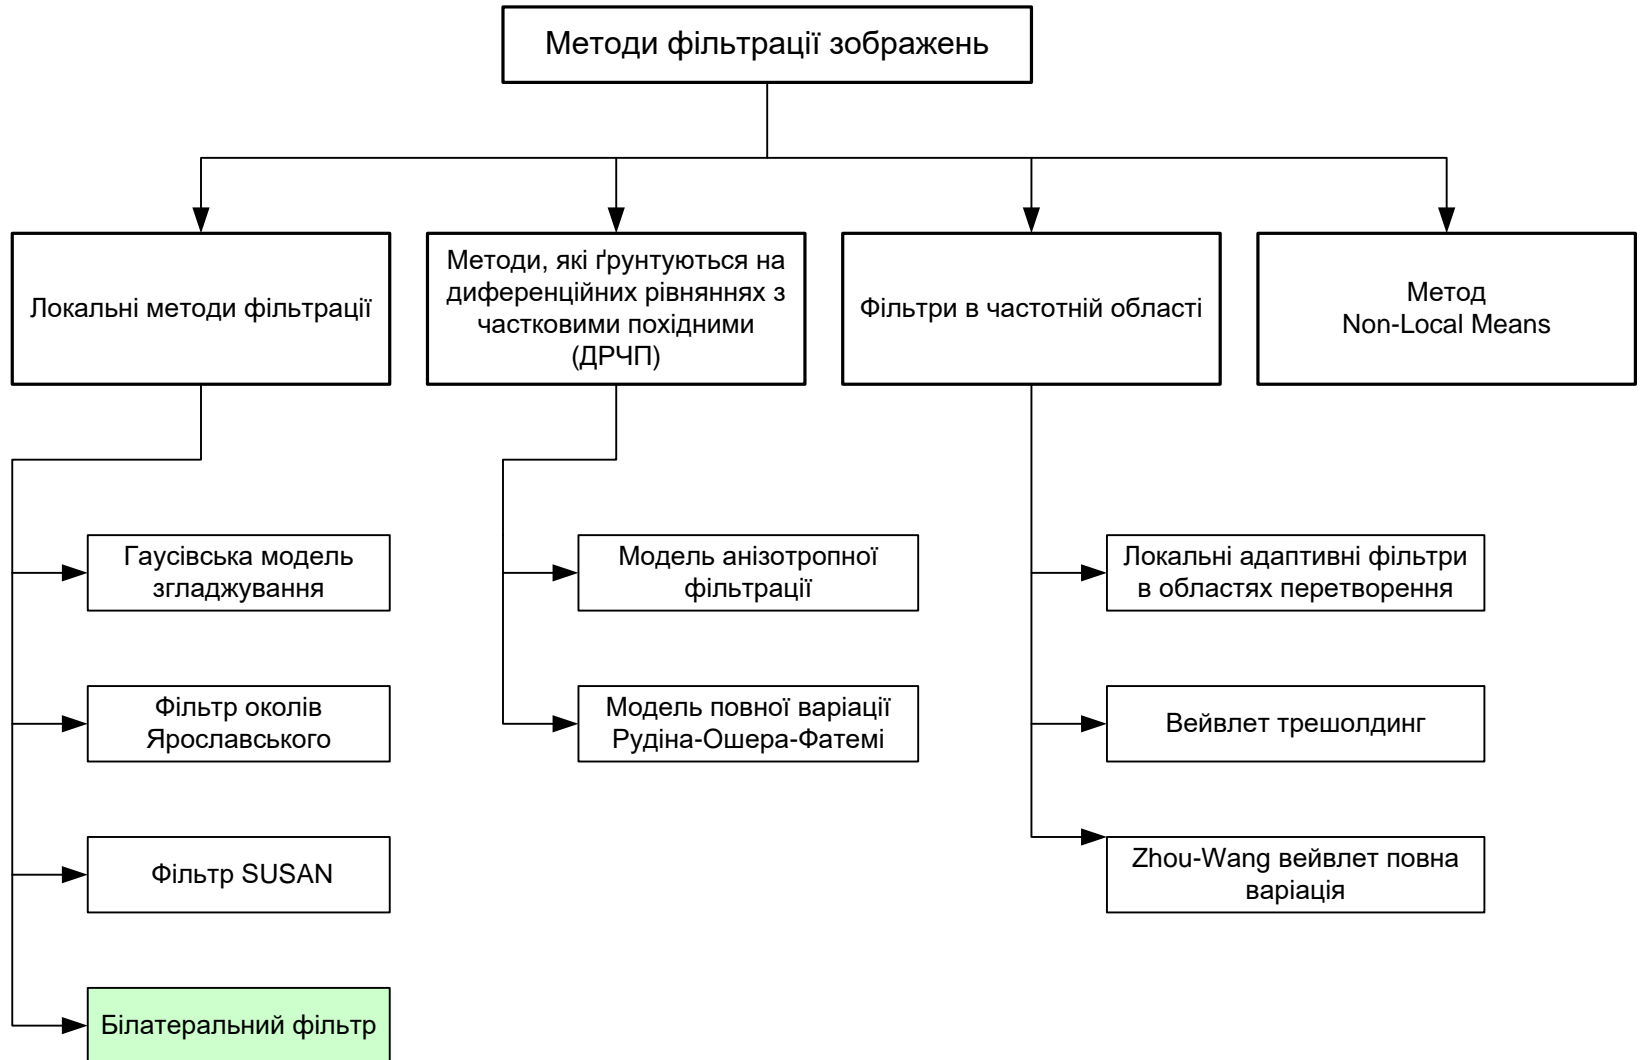 Методи фільтрації зображень
Локальні методи фільтрації
Методи, які ґрунтуються на
диференційних рівняннях з
частковими похідними
(ДРЧП)
Фільтри в частотній області
Метод
Non-Local Means
Гаусівська модель
згладжування
Фільтр околів
Ярославського
Фільтр SUSAN
Білатеральний фільтр
Модель анізотропної
фільтрації
Модель повної варіації
Рудіна-Ошера-Фатемі
Локальні адаптивні фільтри
в областях перетворення
Вейвлет трешолдинг
Zhou-Wang вейвлет повна
варіація